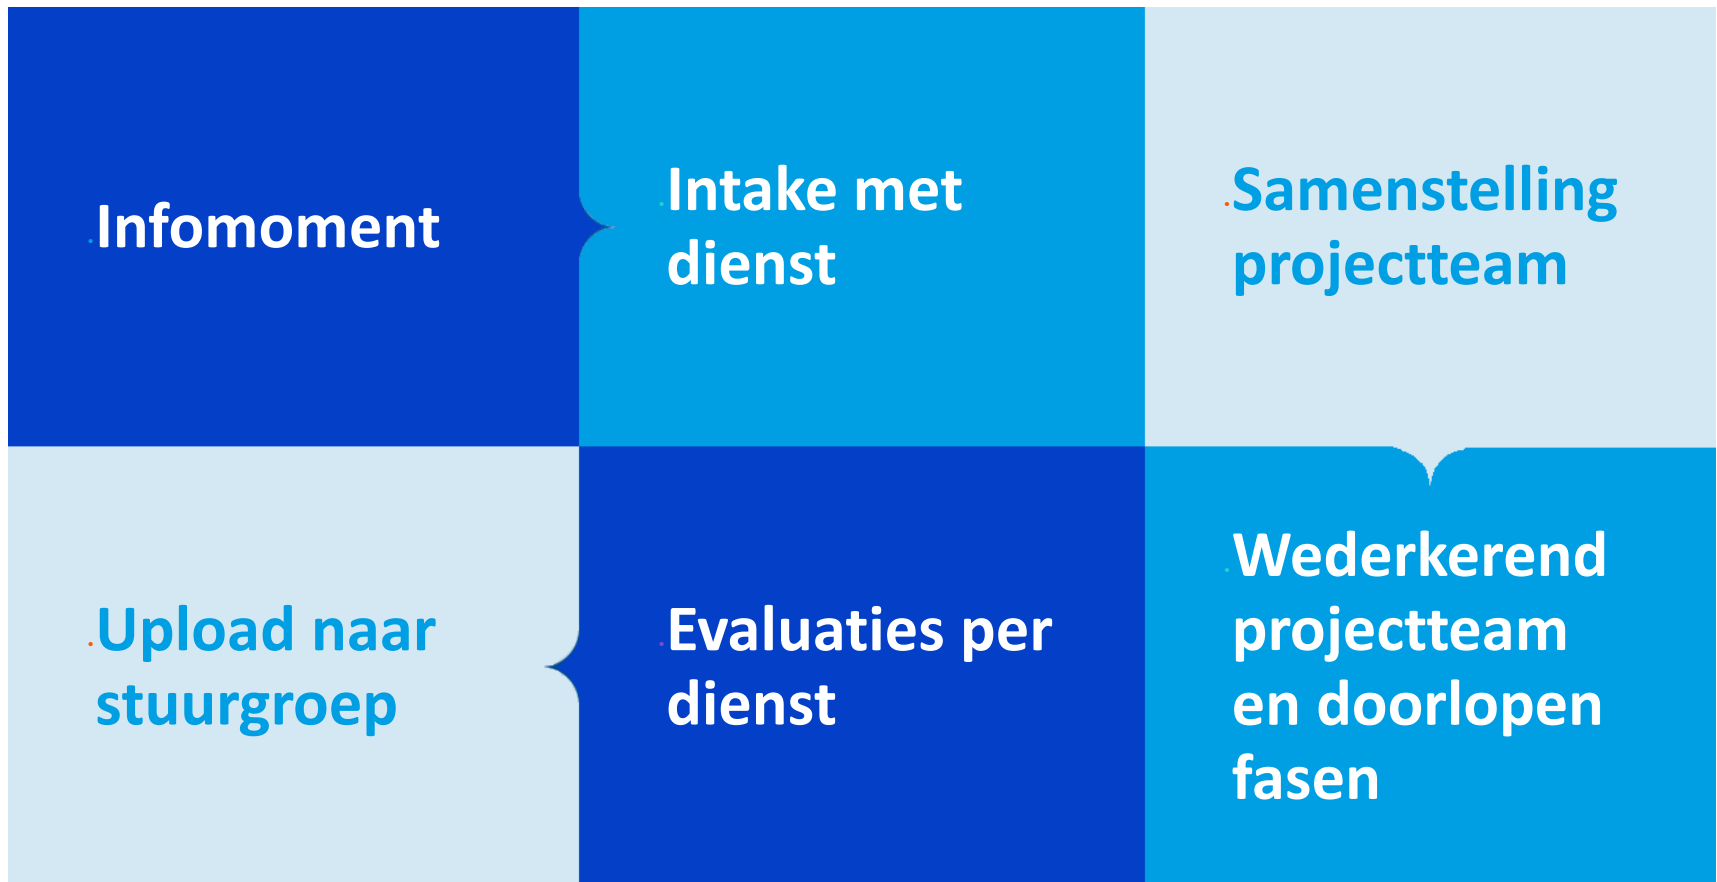 Infomoment
Intake met
dienst
Samenstelling
projectteam
Upload naar
stuurgroep
Evaluaties per
dienst
Wederkerend
projectteam
en doorlopen
fasen